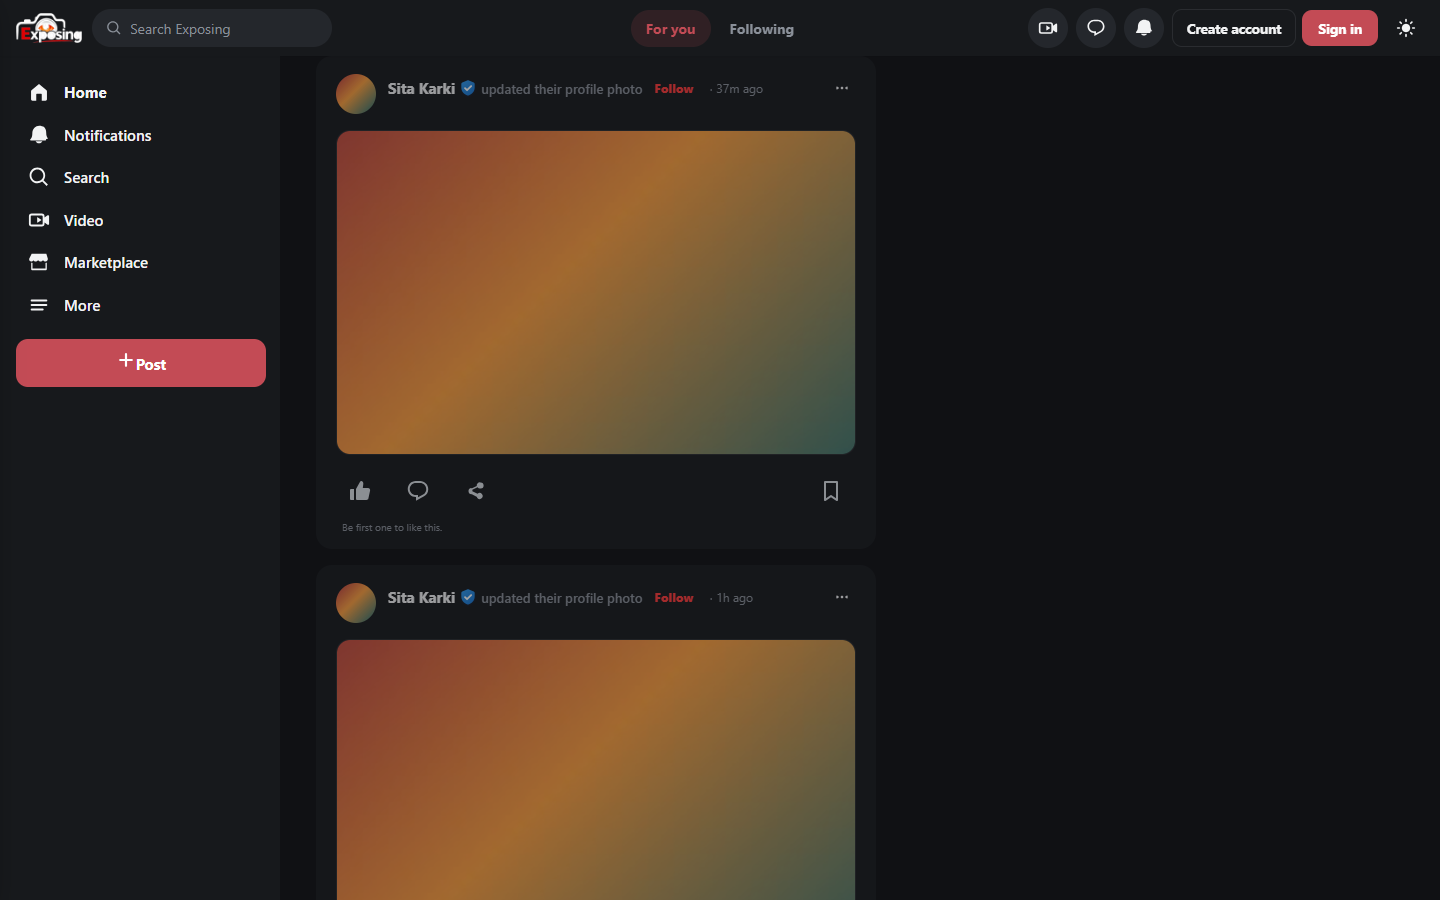 Exposing
Search Exposing
For you
Following
Create account
Sign in
Home
Notifications
Search
Video
Marketplace
More
Post
Sita Karki updated their profile photo Follow · 37m ago
Be first one to like this.
Sita Karki updated their profile photo Follow · 1h ago